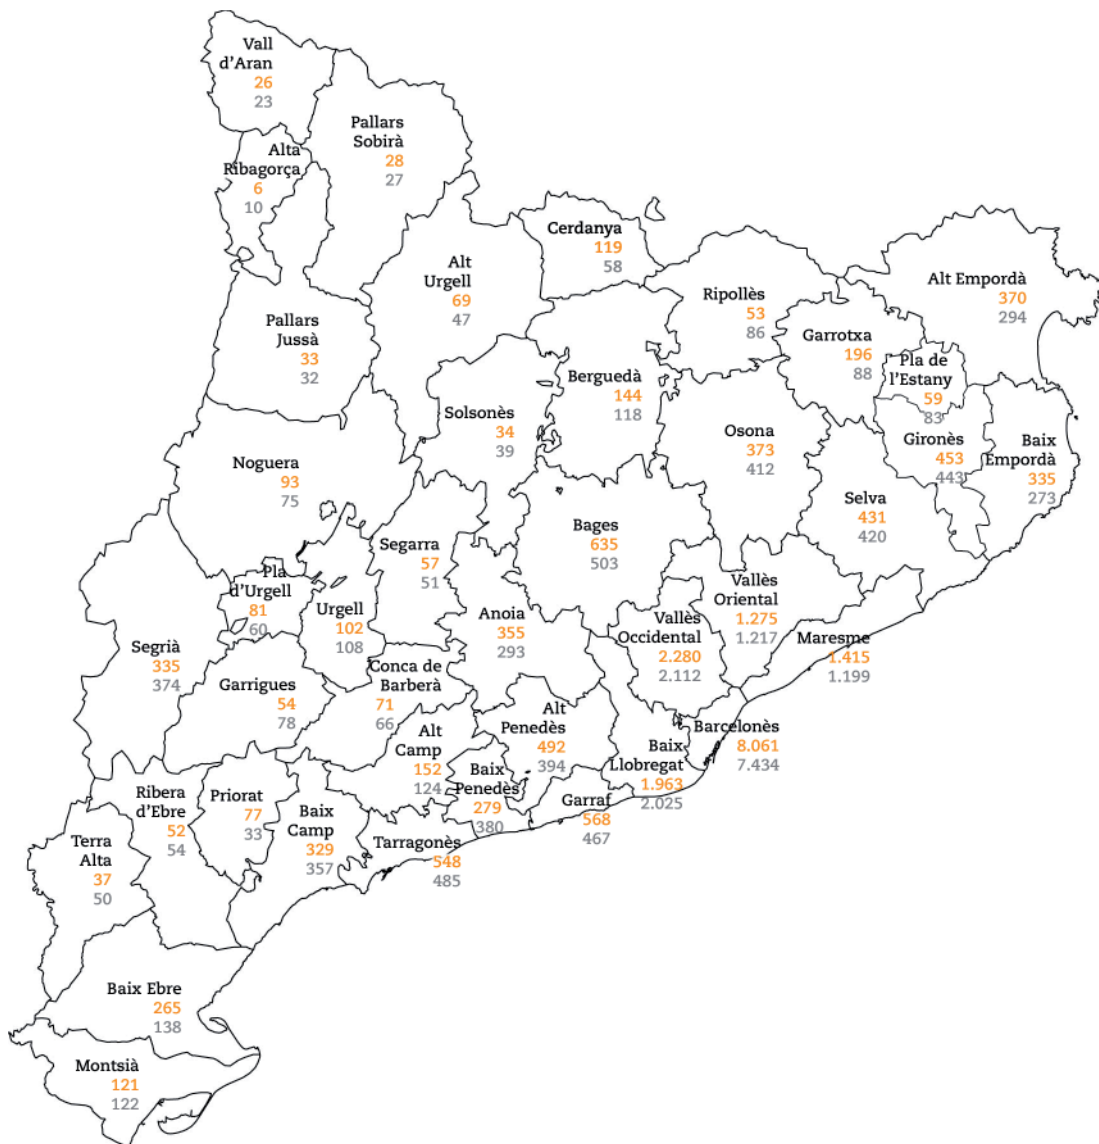 Vall
d'Aran
26
23
Pallars
Sobirà
28
27
Alta
Ribagorça
6
10
Cerdanya
119
58
Alt
Urgell
69
47
Ripollès
53
86
Alt Empordà
370
294
Pallars
Jussà
33
32
Garrotxa
196
88
Pla de
l'Estany
59
83
Berguedà
144
118
Solsonès
34
39
Osona
373
412
Gironès
453
443
Baix
Empordà
335
273
Noguera
93
75
Selva
431
420
Bages
635
503
Segarra
57
51
Pla
d'Urgell
81
60
Urgell
102
108
Anoia
355
293
Vallès
Oriental
1.275
1.217
Vallès
Occidental
2.280
2.112
Maresme
1.415
1.199
Segrià
335
374
Garrigues
54
78
Conca de
Barberà
71
66
Alt
Penedès
492
394
Barcelonès
8.061
7.434
Alt
Camp
152
124
Baix
Llobregat
1.963
2.025
Baix
Penedès
279
380
Garraf
568
467
Ribera
d'Ebre
52
54
Priorat
77
33
Baix
Camp
329
357
Tarragonès
548
485
Terra
Alta
37
50
Baix Ebre
265
138
Montsià
121
122